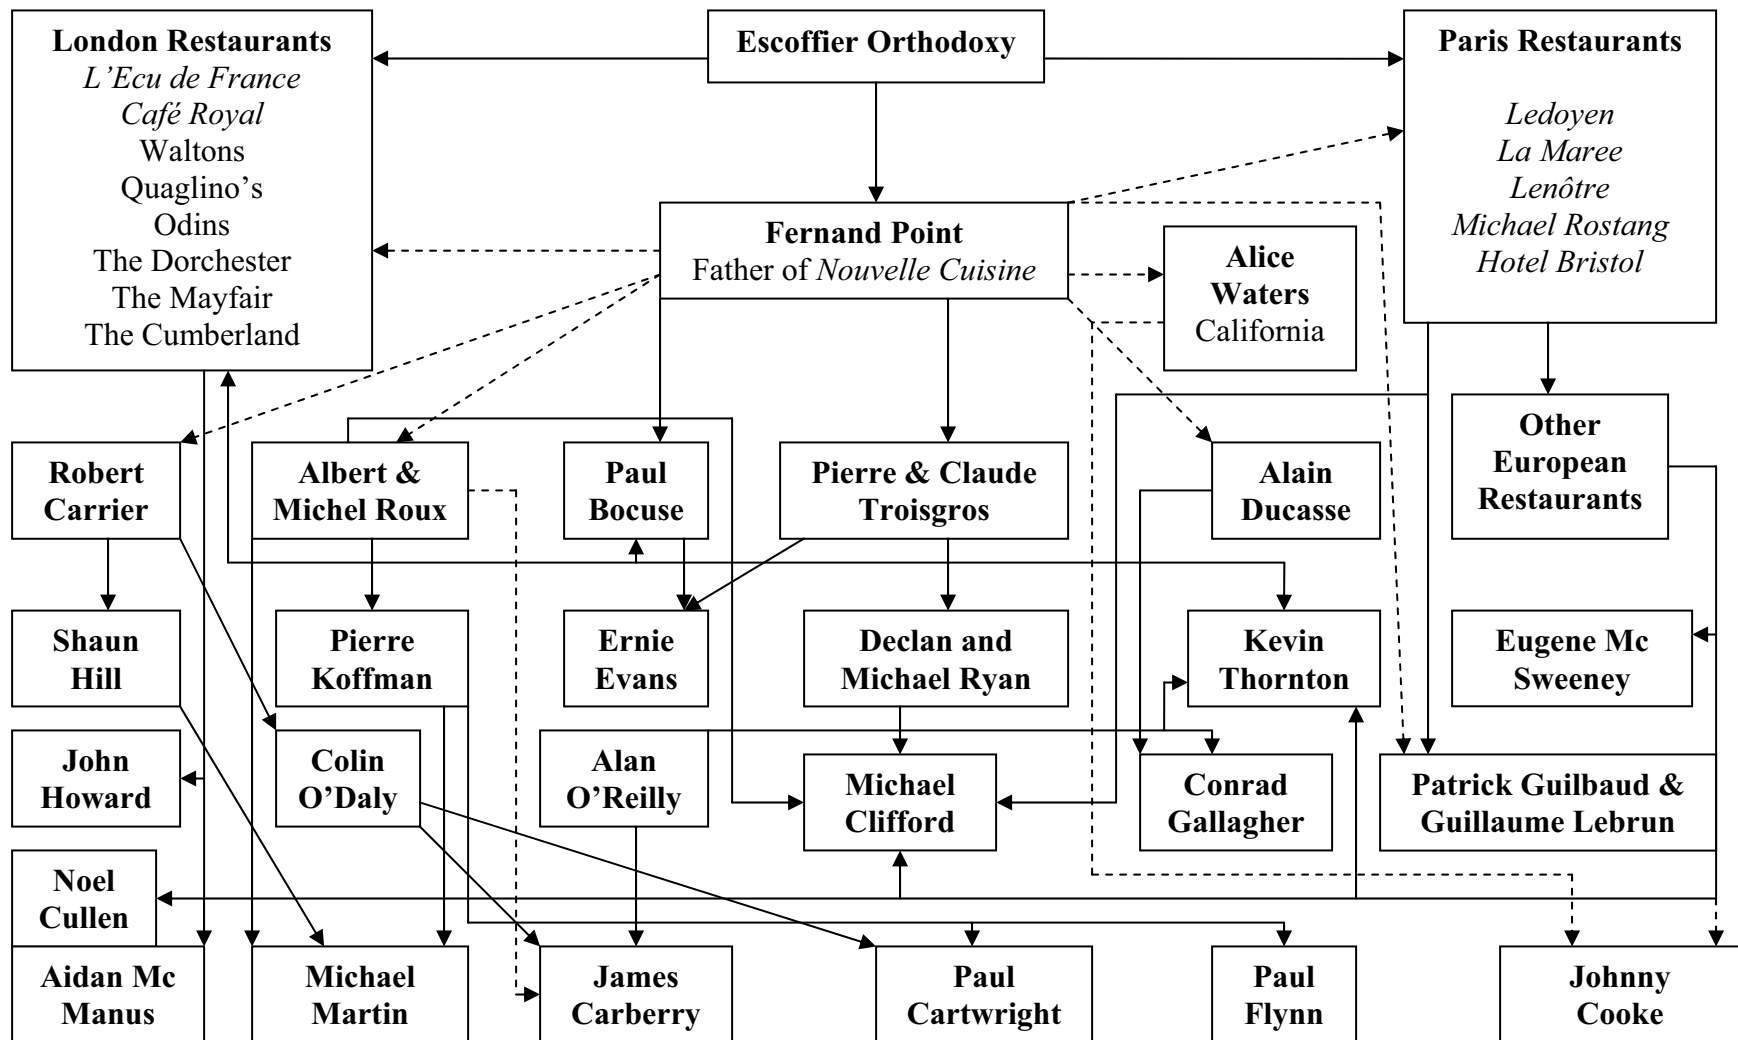 London Restaurants
L’Ecu de France
Café Royal
Waltons
Quaglino’s
Odins
The Dorchester
The Mayfair
The Cumberland
Escoffier Orthodoxy
Paris Restaurants
Ledoyen
La Maree
Lenôtre
Michael Rostang
Hotel Bristol
Fernand Point
Father of Nouvelle Cuisine
Alice
Waters
California
Robert
Carrier
Albert &
Michel Roux
Paul
Bocuse
Pierre & Claude
Troisgros
Alain
Ducasse
Other
European
Restaurants
Shaun
Hill
Pierre
Koffman
Ernie
Evans
Declan and
Michael Ryan
Kevin
Thornton
Eugene Mc
Sweeney
John
Howard
Colin
O’Daly
Alan
O’Reilly
Michael
Clifford
Conrad
Gallagher
Patrick Guilbaud &
Guillaume Lebrun
Noel
Cullen
Aidan Mc
Manus
Michael
Martin
James
Carberry
Paul
Cartwright
Paul
Flynn
Johnny
Cooke